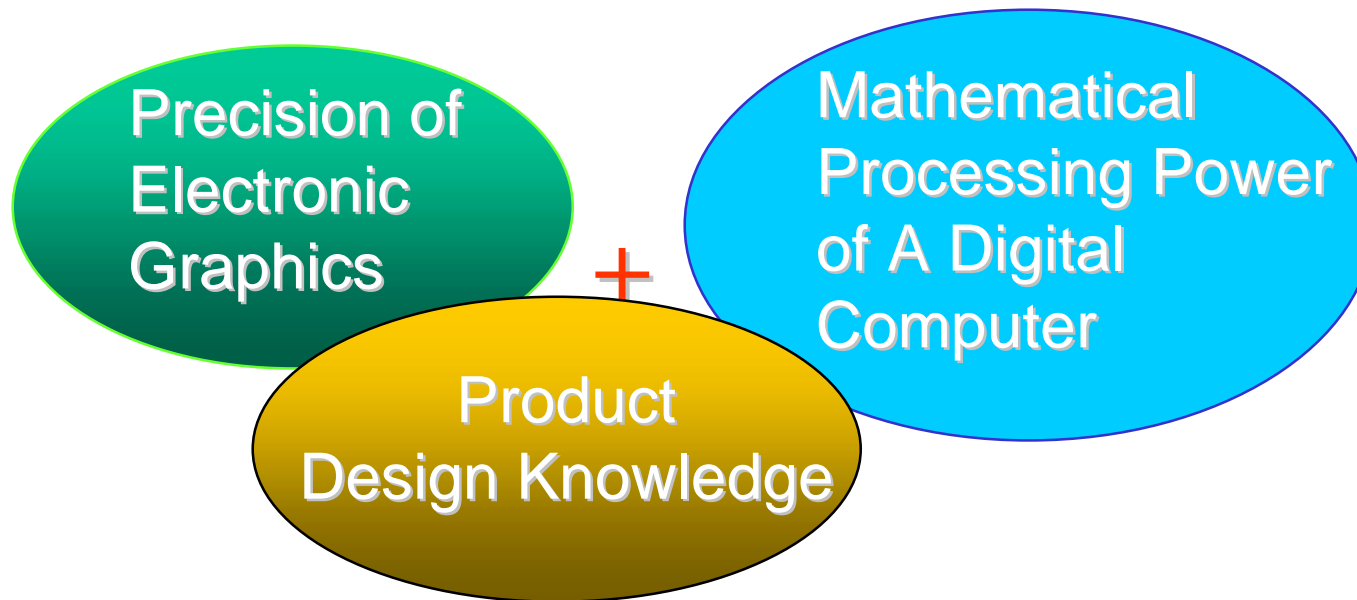 Precision of
Electronic
Graphics
+
Mathematical
Processing Power
of A Digital
Computer
Product
Design Knowledge